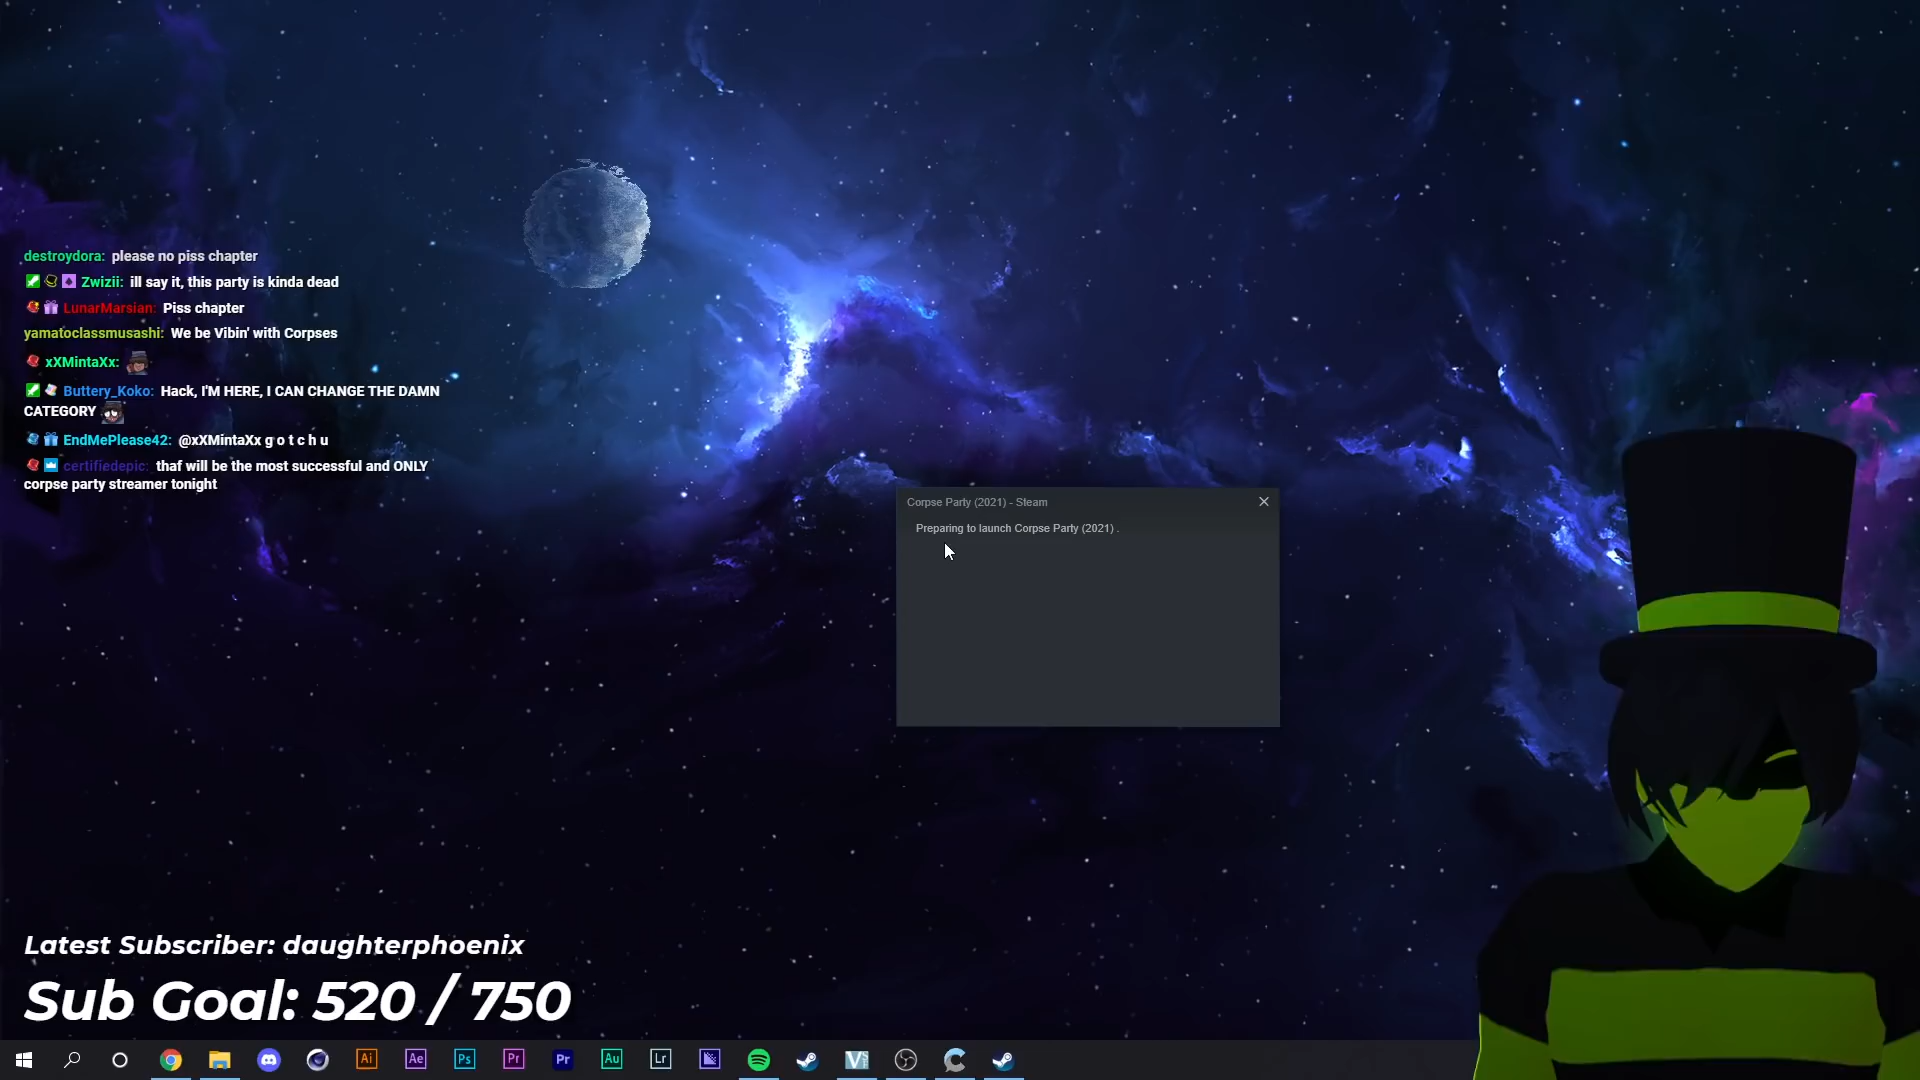 destroydora: please no piss chapter
Zwizii: ill say it, this party is kinda dead
LunarMarsian: Piss chapter
yamatoclassmusashi: We be Vibin' with Corpses
xXMintaXx:
Buttery_Koko: Hack, I'M HERE, I CAN CHANGE THE DAMN
CATEGORY
EndMePlease42: @xXMintaXx g o t c h u
certifiedepic: thaf will be the most successful and ONLY
corpse party streamer tonight
Corpse Party (2021) - Steam
Preparing to launch Corpse Party (2021) .
Latest Subscriber: daughterphoenix
Sub Goal: 520 / 750
Ai Ae Ps Pr Pr Au Lr